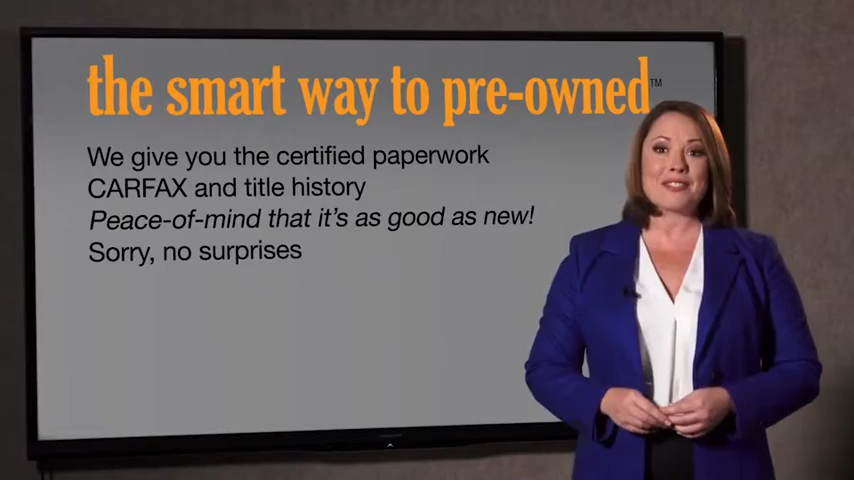 the smart way to pre-owned™
We give you the certified paperwork
CARFAX and title history
Peace-of-mind that it's as good as new!
Sorry, no surprises